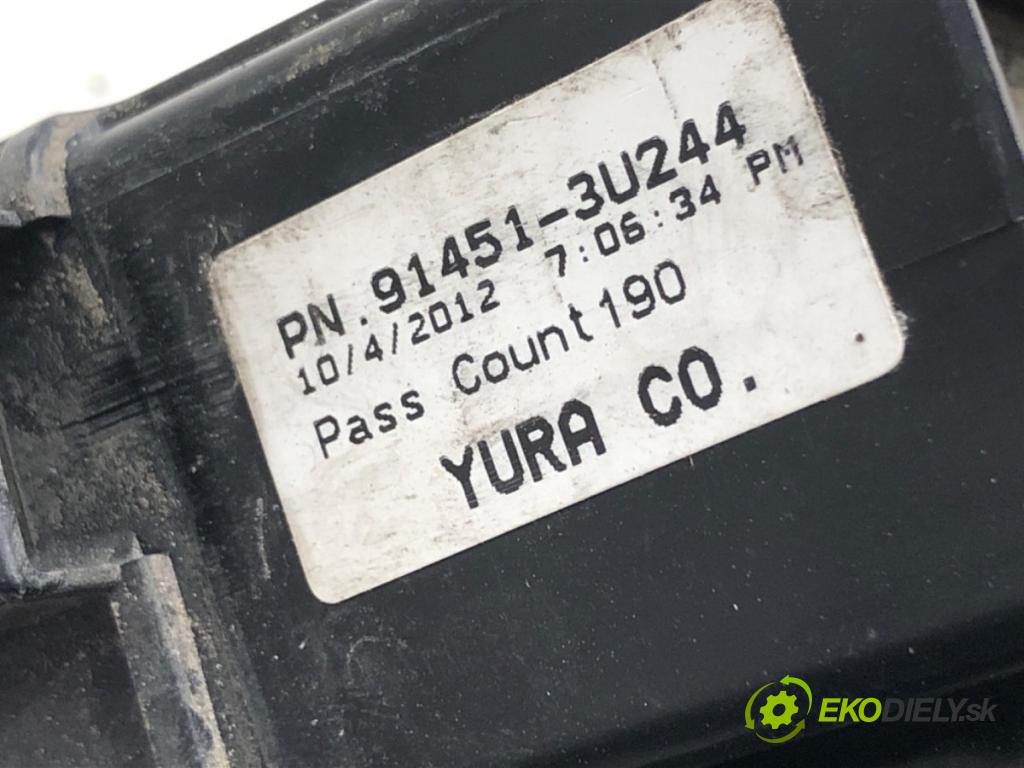 PN.91451-3U244
10/4/2012 7:06:34 PM
Pass Count190
YURA CO.
EKODIELY.sk